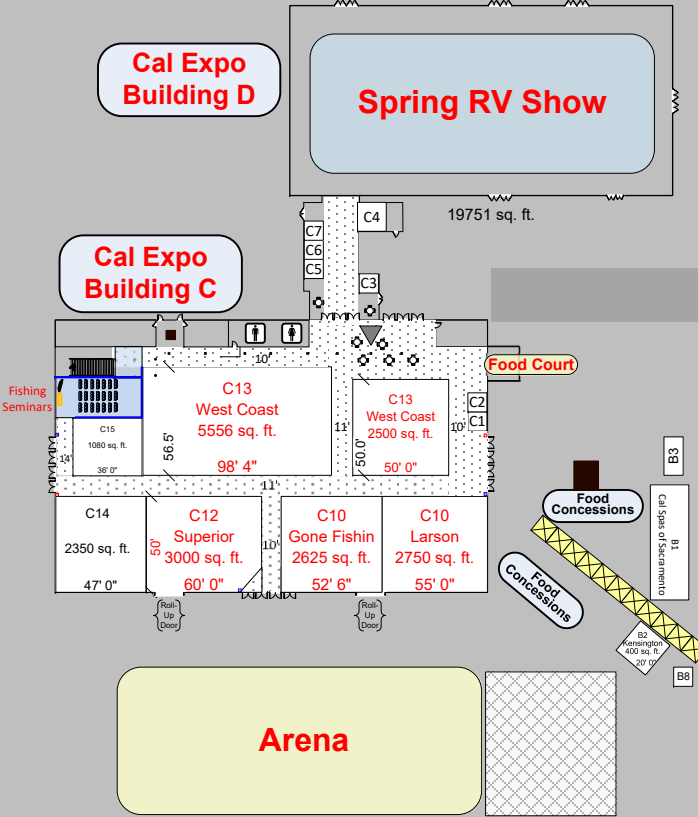 Cal Expo
Building D
Spring RV Show
19751 sq. ft.
C4
C7
C6
C5
C3
Cal Expo
Building C
10'
Food Court
Fishing
Seminars
C13
West Coast
5556 sq. ft.
98' 4"
56.5'
C13
West Coast
2500 sq. ft.
50' 0"
50.0'
11'
10'
C2
C1
C15
1080 sq. ft.
36' 0"
14'
11'
C14
2350 sq. ft.
47' 0"
C12
Superior
3000 sq. ft.
60' 0"
50'
10'
C10
Gone Fishin
2625 sq. ft.
52' 6"
C10
Larson
2750 sq. ft.
55' 0"
Roll-
Up
Door
Roll-
Up
Door
B3
Food
Concessions
B1
Cal Spas of Sacramento
Food
Concessions
B2
Kensington
400 sq. ft.
20' 0"
B8
Arena